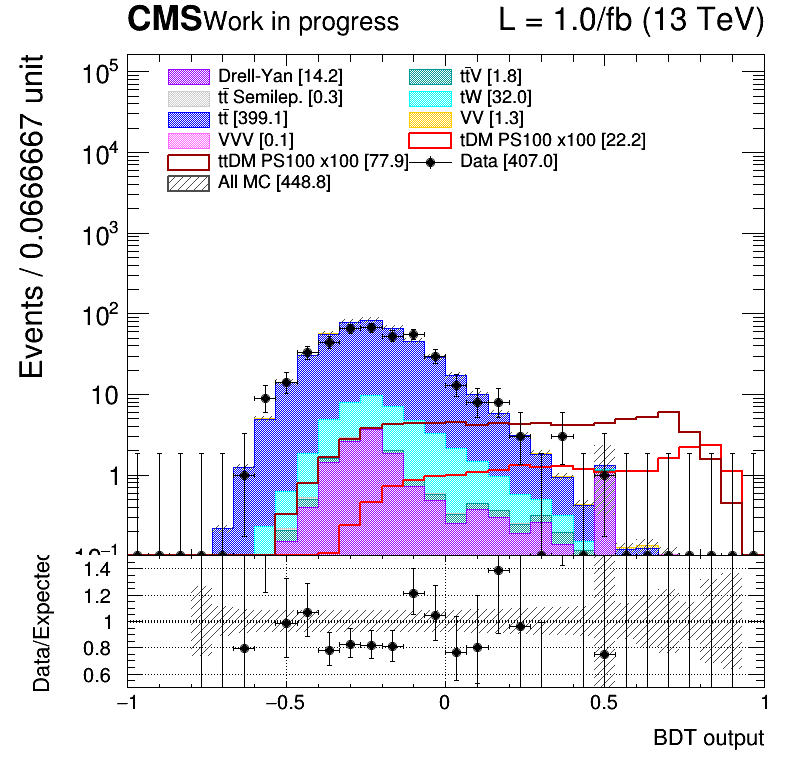 CMS Work in progress L = 1.0/fb (13 TeV)
Events / 0.0666667 unit
10⁵
10⁴
10³
10²
10
1
10⁻¹
Drell-Yan [14.2] tt̄V [1.8]
tt̄ Semilep. [0.3] tW [32.0]
tt̄ [399.1] VV [1.3]
VVV [0.1] tDM PS100 x100 [22.2]
ttDM PS100 x100 [77.9] Data [407.0]
All MC [448.8]
Data/Expected
1.4
1.2
1
0.8
0.6
−1 −0.5 0 0.5 1
BDT output